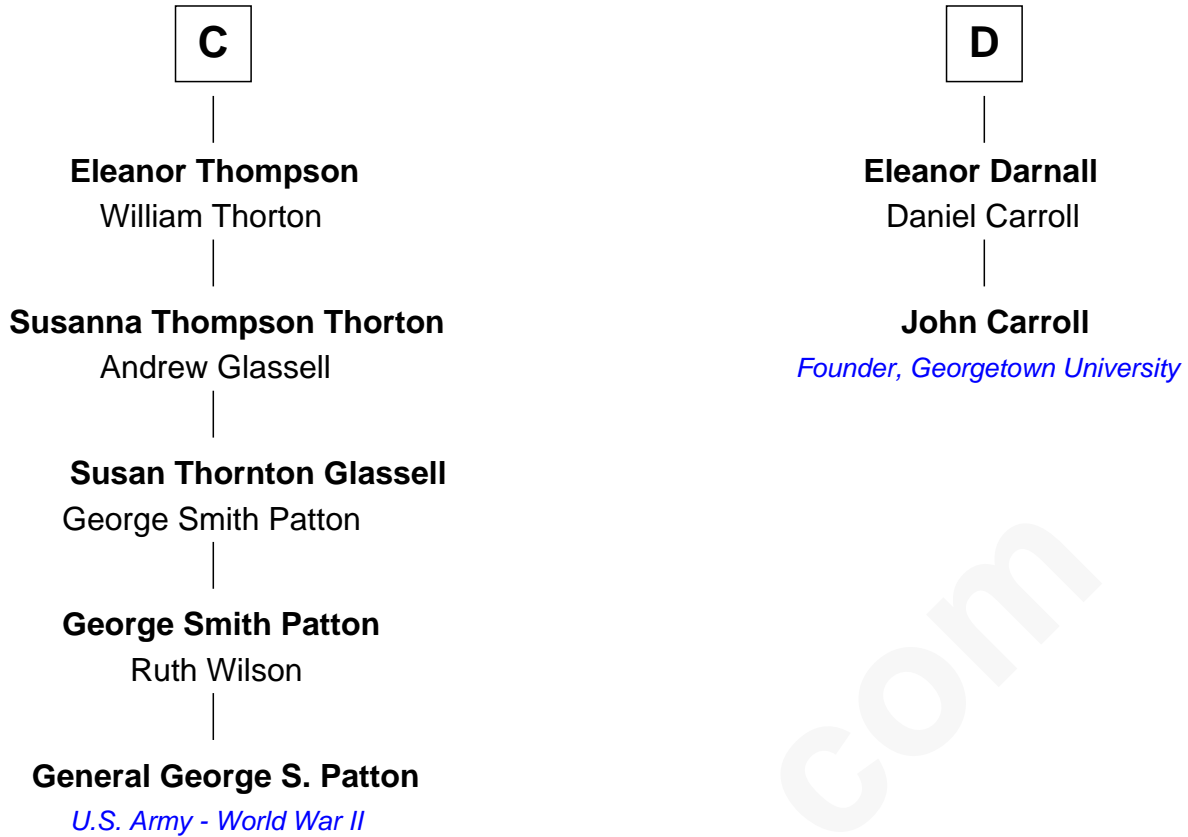 C
Eleanor Thompson
William Thorton
Susanna Thompson Thorton
Andrew Glassell
Susan Thornton Glassell
George Smith Patton
George Smith Patton
Ruth Wilson
General George S. Patton
U.S. Army - World War II
D
Eleanor Darnall
Daniel Carroll
John Carroll
Founder, Georgetown University
com